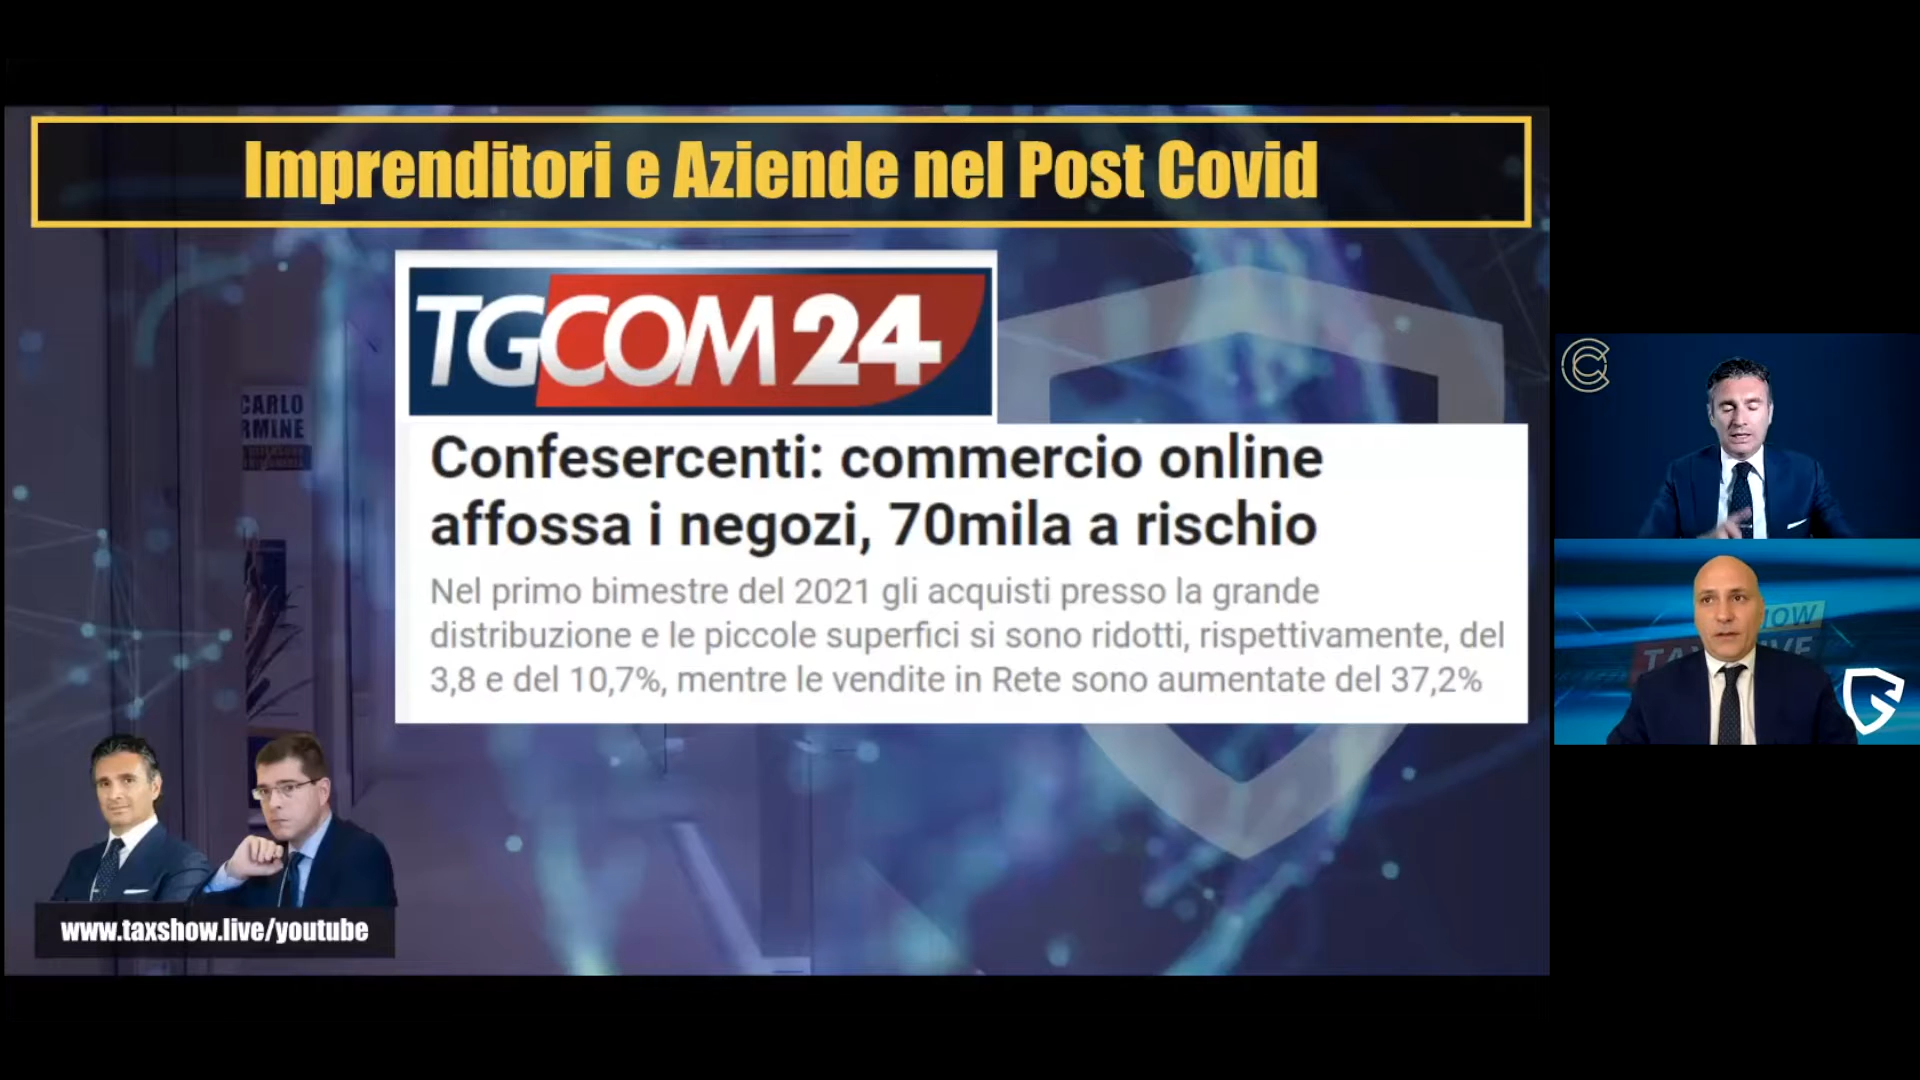 Imprenditori e Aziende nel Post Covid
TGCOM24
Confesercenti: commercio online
affossa i negozi, 70mila a rischio
Nel primo bimestre del 2021 gli acquisti presso la grande
distribuzione e le piccole superfici si sono ridotti, rispettivamente, del
3,8 e del 10,7%, mentre le vendite in Rete sono aumentate del 37,2%
CARLO
RMINE
www.taxshow.live/youtube